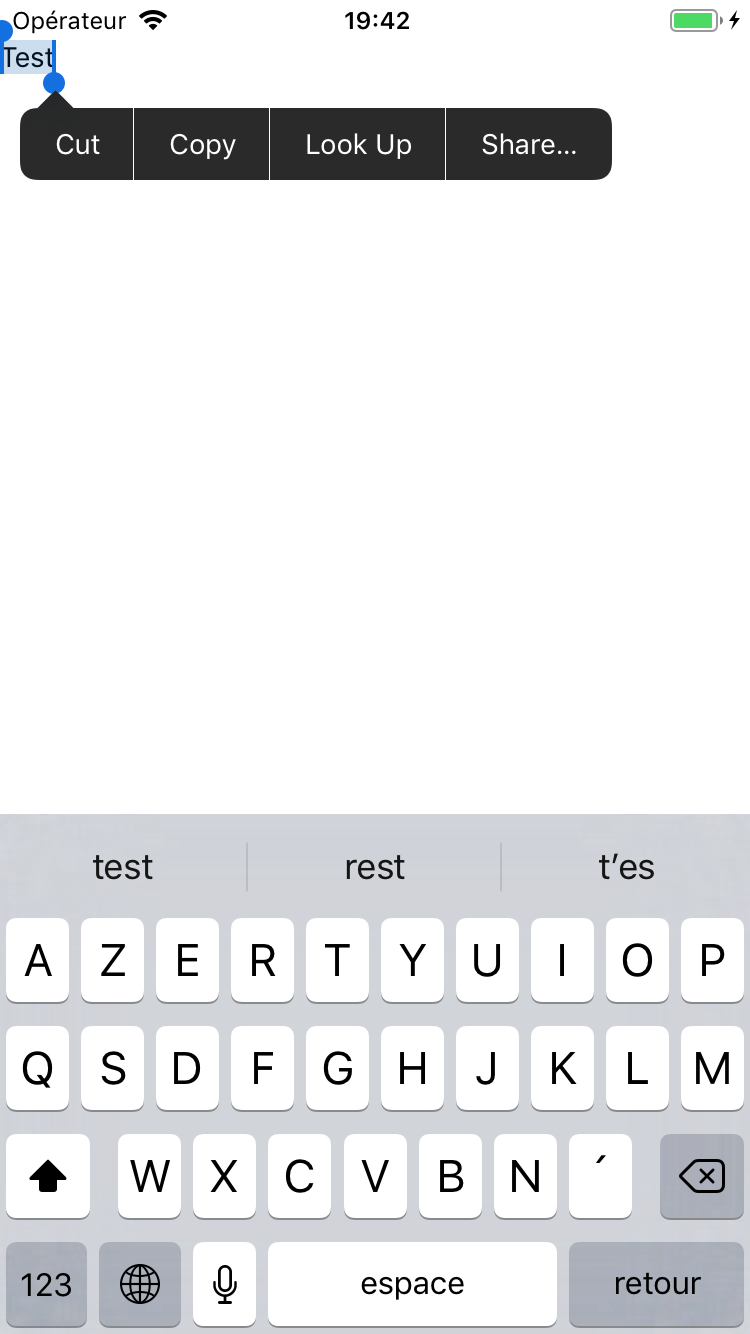 Opérateur 19:42
Test
Cut Copy Look Up Share...
test rest t’es
A Z E R T Y U I O P
Q S D F G H J K L M
W X C V B N ´
123 espace retour